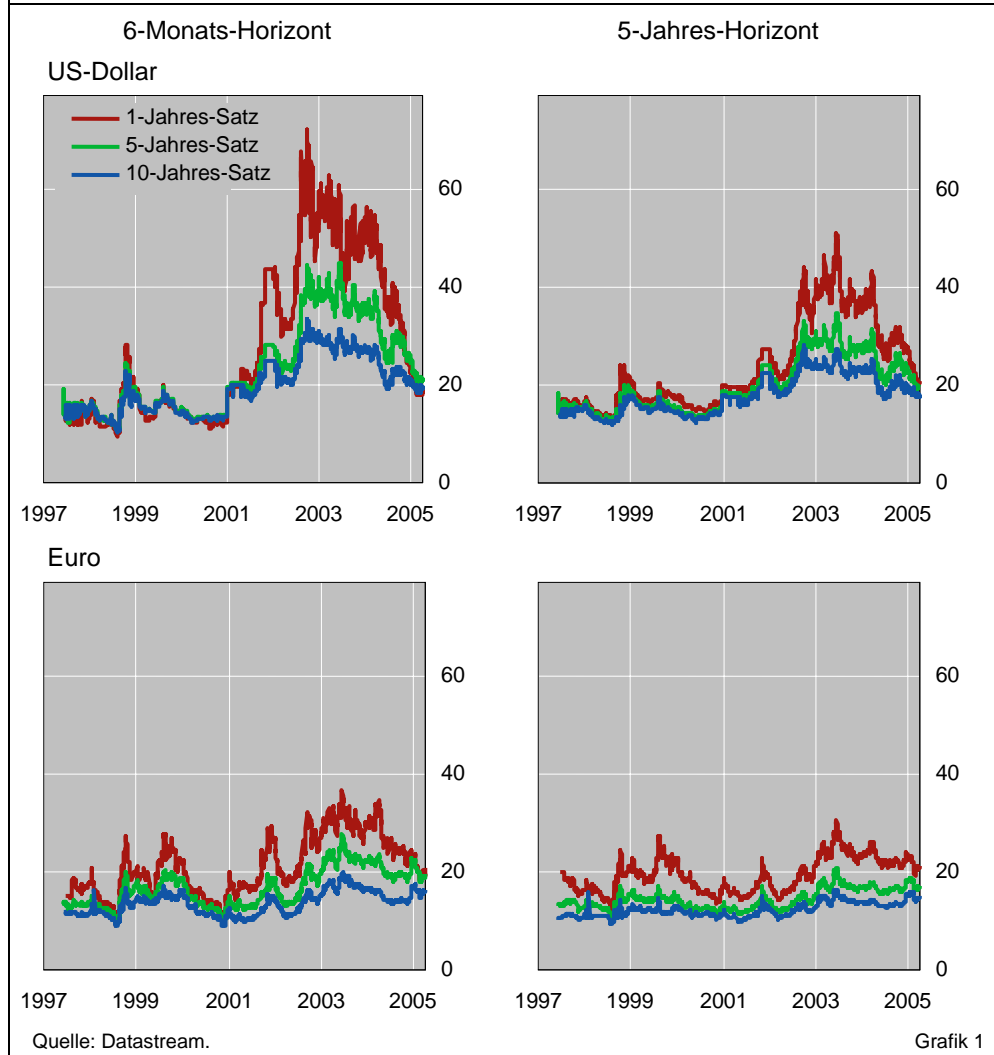 6-Monats-Horizont
5-Jahres-Horizont
US-Dollar
1-Jahres-Satz
5-Jahres-Satz
10-Jahres-Satz
60
40
20
0
1997 1999 2001 2003 2005
60
40
20
0
1997 1999 2001 2003 2005
Euro
60
40
20
0
1997 1999 2001 2003 2005
60
40
20
0
1997 1999 2001 2003 2005
Quelle: Datastream.
Grafik 1